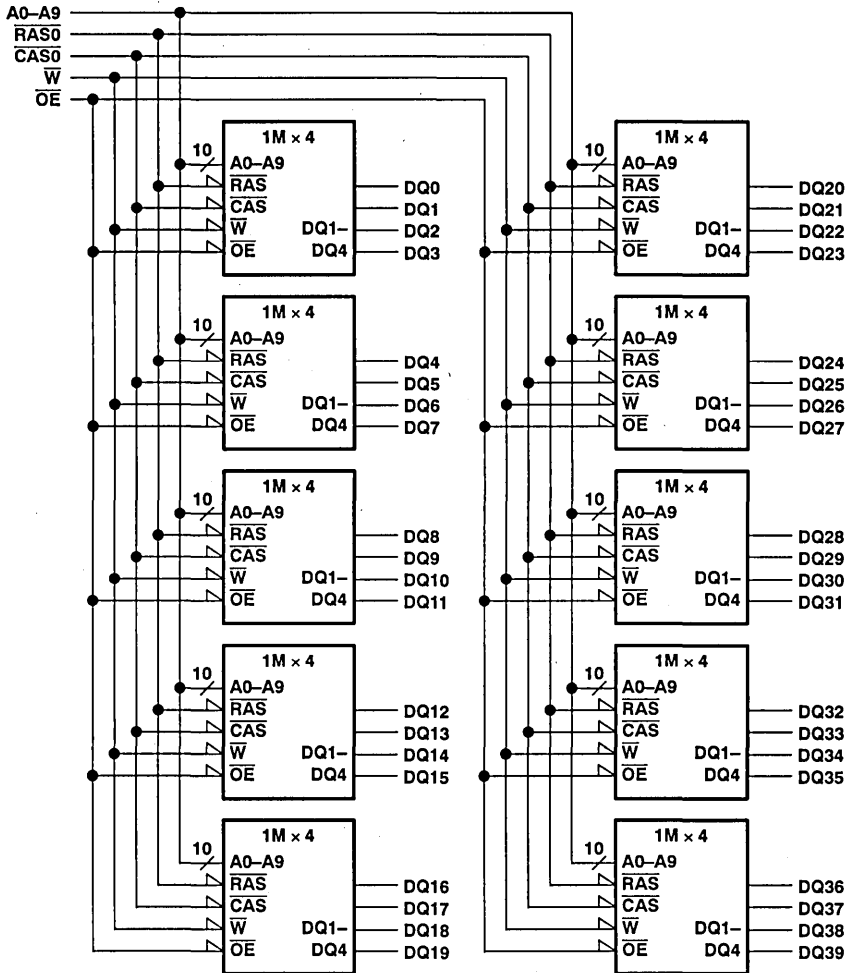 A0–A9
RAS0
CAS0
W
OE
1M × 4
10
A0–A9
RAS
CAS
W
OE
DQ1–
DQ4
DQ0
DQ1
DQ2
DQ3
1M × 4
10
A0–A9
RAS
CAS
W
OE
DQ1–
DQ4
DQ20
DQ21
DQ22
DQ23
1M × 4
10
A0–A9
RAS
CAS
W
OE
DQ1–
DQ4
DQ4
DQ5
DQ6
DQ7
1M × 4
10
A0–A9
RAS
CAS
W
OE
DQ1–
DQ4
DQ24
DQ25
DQ26
DQ27
1M × 4
10
A0–A9
RAS
CAS
W
OE
DQ1–
DQ4
DQ8
DQ9
DQ10
DQ11
1M × 4
10
A0–A9
RAS
CAS
W
OE
DQ1–
DQ4
DQ28
DQ29
DQ30
DQ31
1M × 4
10
A0–A9
RAS
CAS
W
OE
DQ1–
DQ4
DQ12
DQ13
DQ14
DQ15
1M × 4
10
A0–A9
RAS
CAS
W
OE
DQ1–
DQ4
DQ32
DQ33
DQ34
DQ35
1M × 4
10
A0–A9
RAS
CAS
W
OE
DQ1–
DQ4
DQ16
DQ17
DQ18
DQ19
1M × 4
10
A0–A9
RAS
CAS
W
OE
DQ1–
DQ4
DQ36
DQ37
DQ38
DQ39